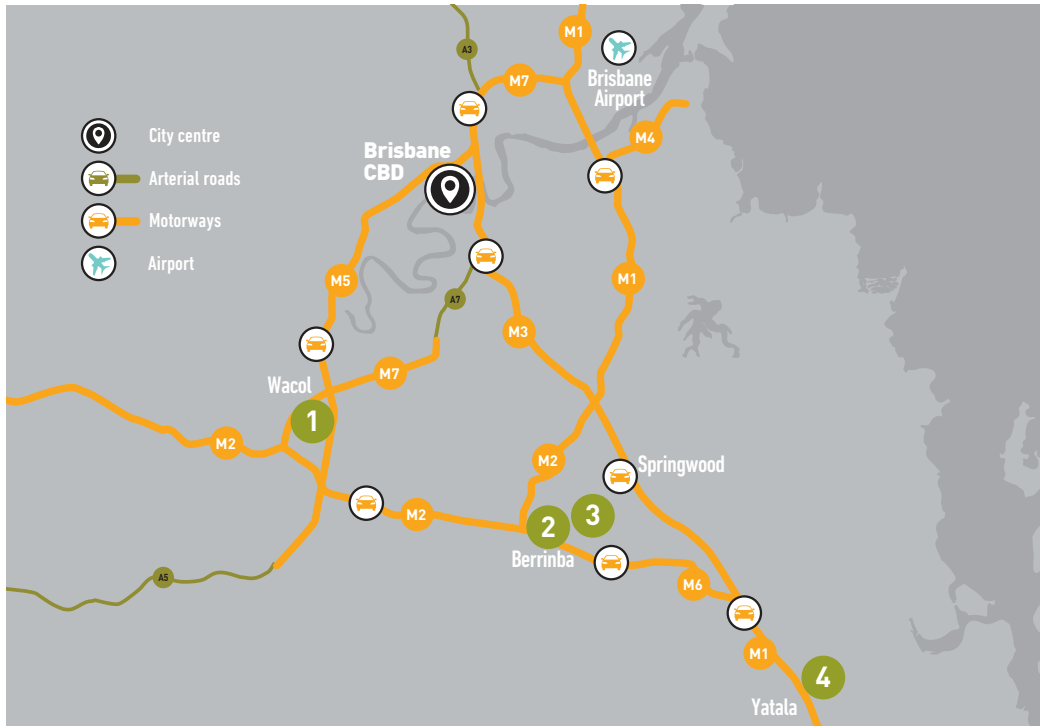 M1
A3
M7
Brisbane
Airport
City centre
M4
Brisbane
CBD
Arterial roads
Motorways
Airport
M5
M1
A7
M3
M7
Wacol
1
M2
M2
Springwood
M2
2
3
Berrinba
A5
M6
M1
4
Yatala